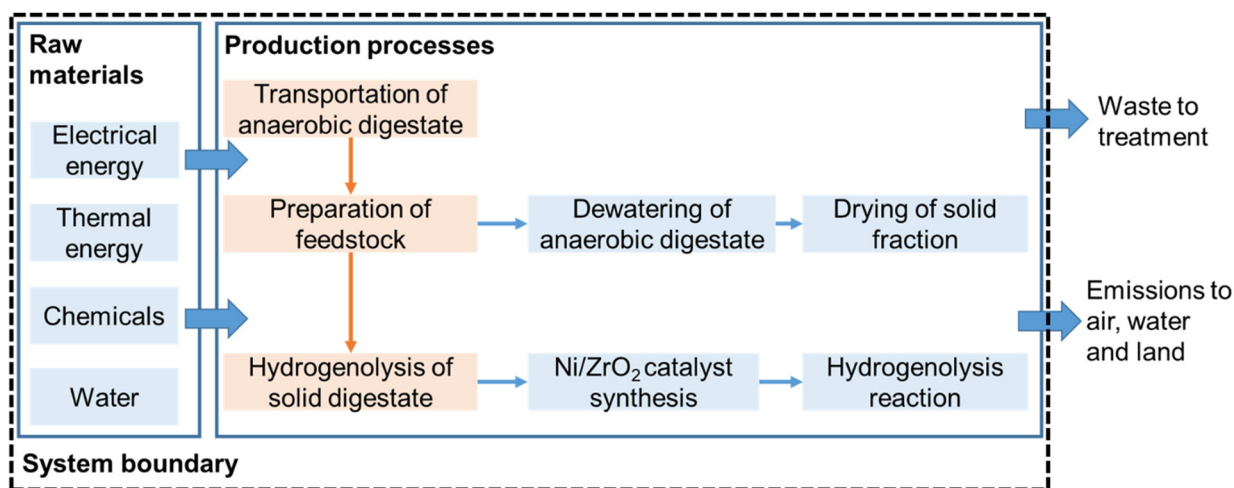 Raw
materials
Electrical
energy
Thermal
energy
Chemicals
Water
Production processes
Transportation of
anaerobic digestate
Preparation of
feedstock
Dewatering of
anaerobic digestate
Drying of solid
fraction
Hydrogenolysis of
solid digestate
Ni/ZrO₂ catalyst
synthesis
Hydrogenolysis
reaction
Waste to
treatment
Emissions to
air, water
and land
System boundary